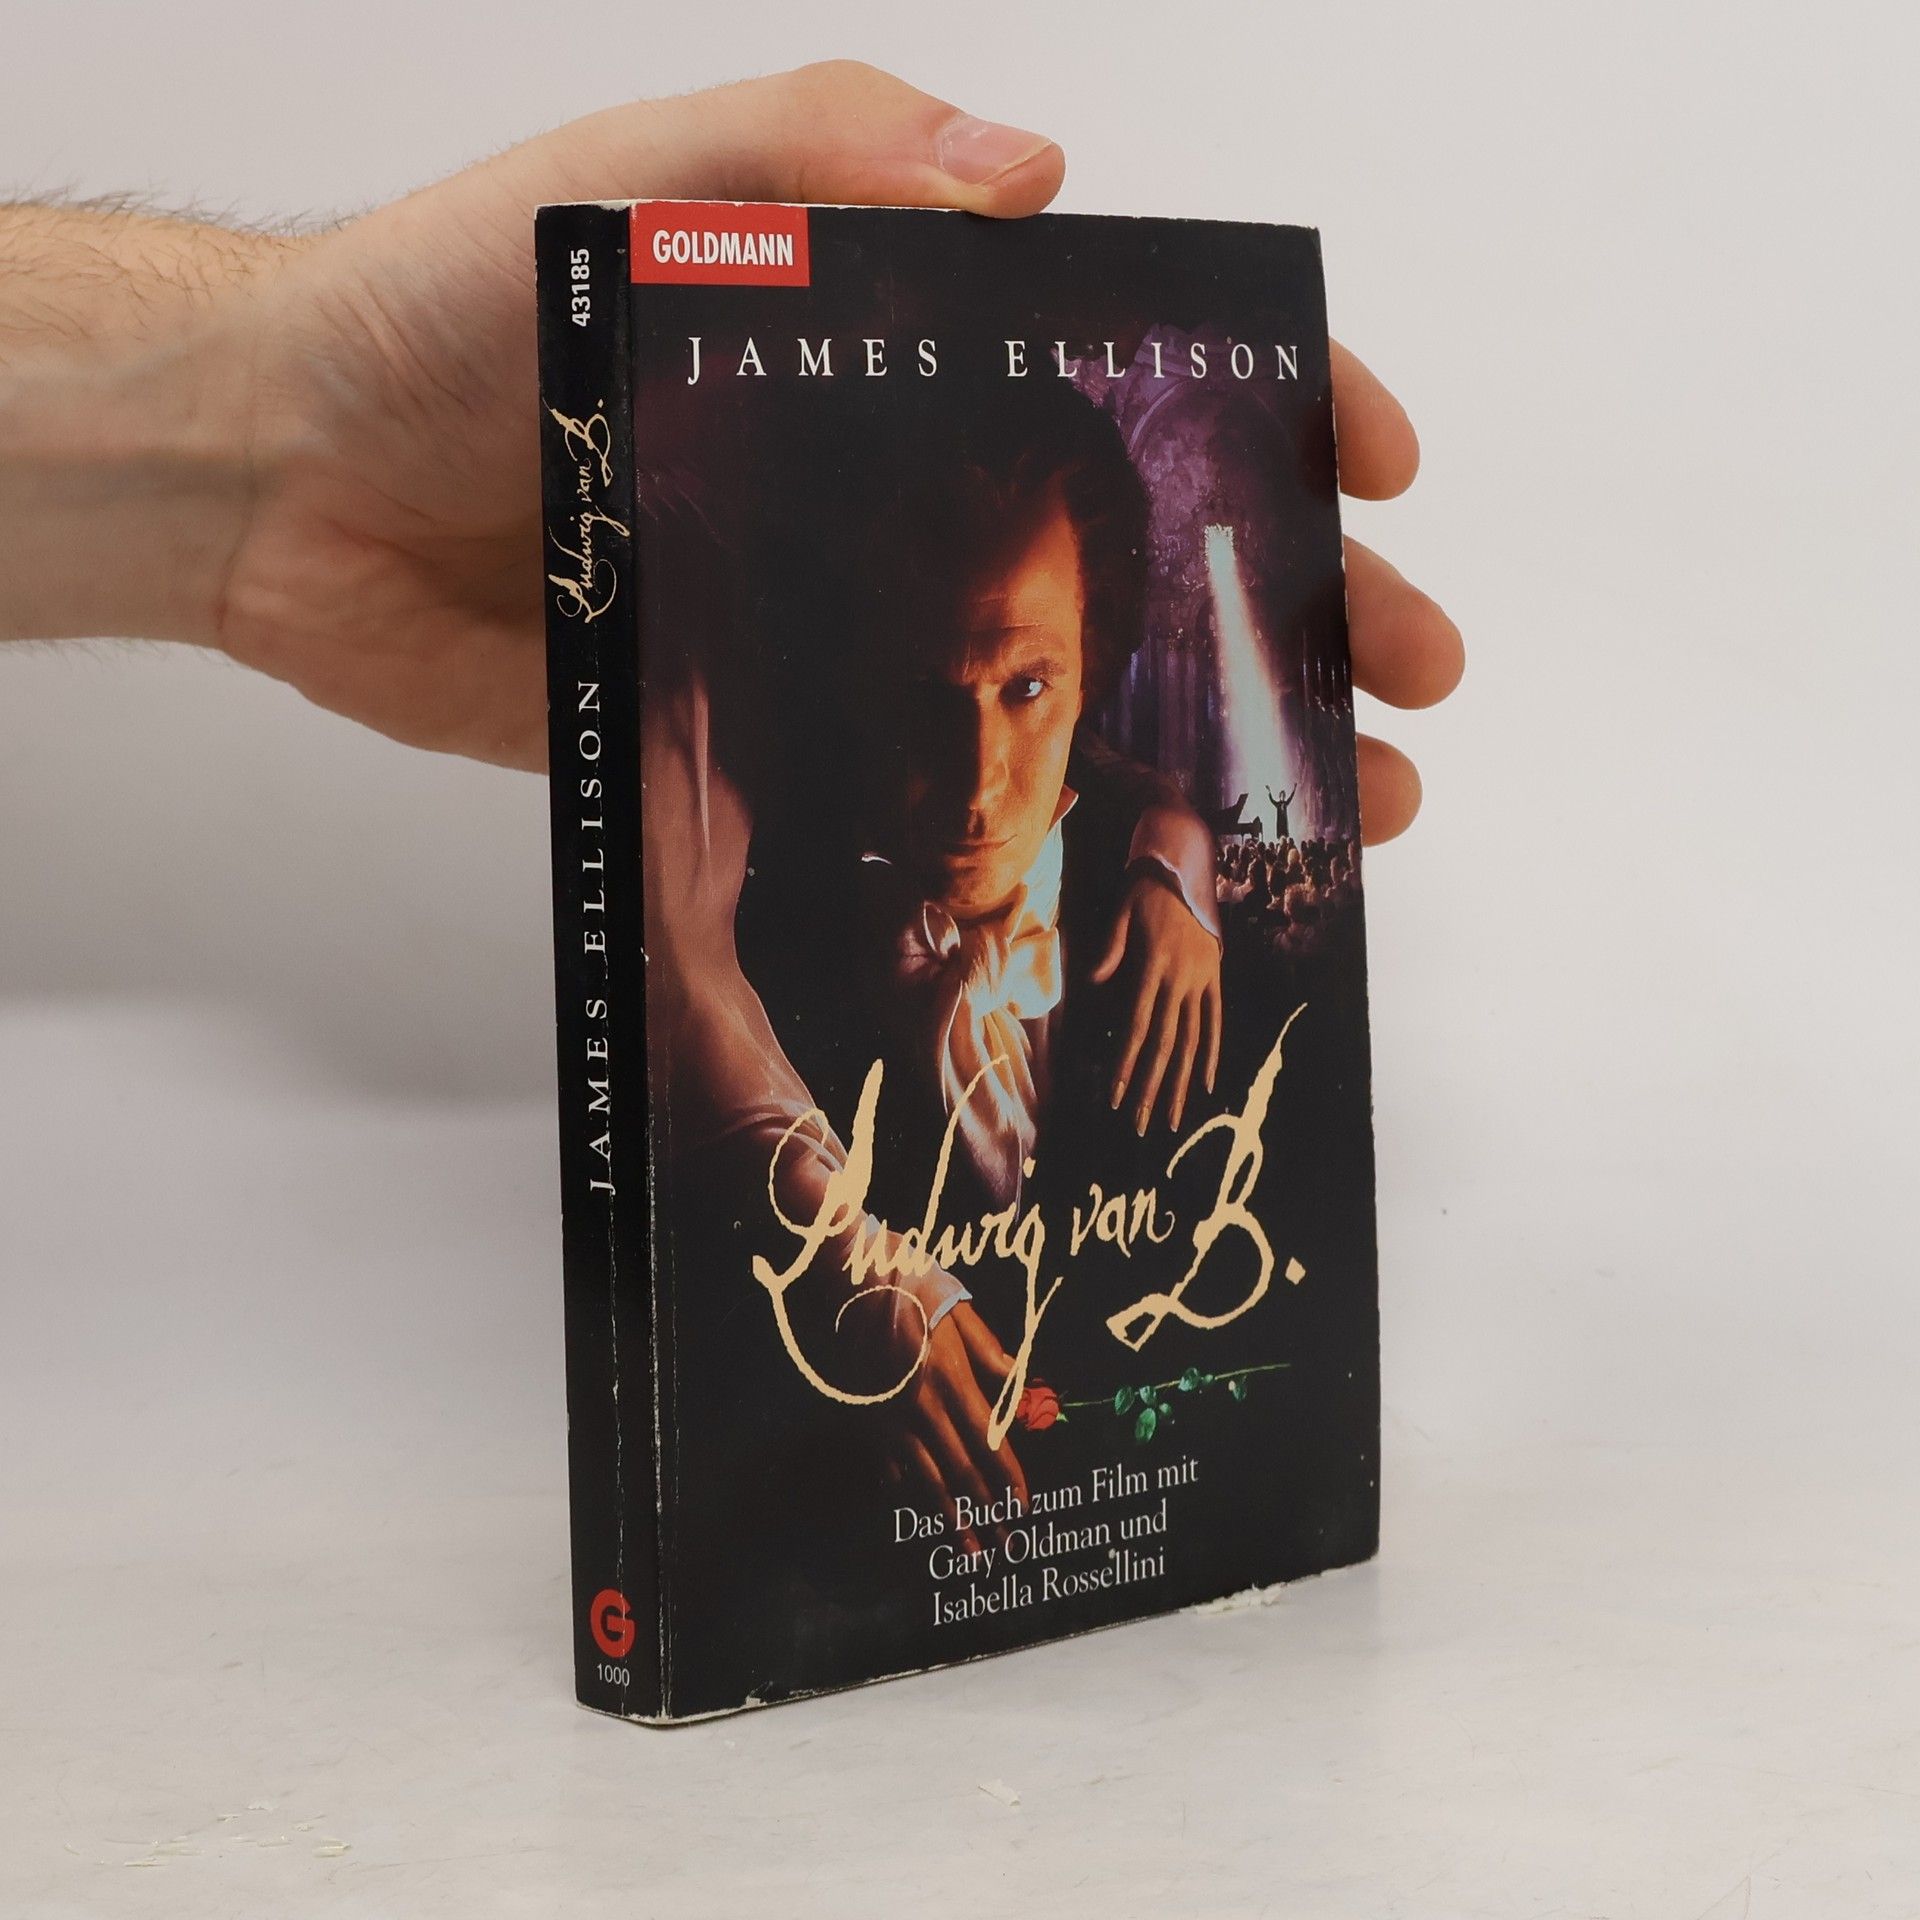 GOLDMANN
JAMES ELLISON
Ludwig van B.
Das Buch zum Film mit
Gary Oldman und
Isabella Rossellini
43185
Ludwig van B.
JAMES ELLISON
G
1000